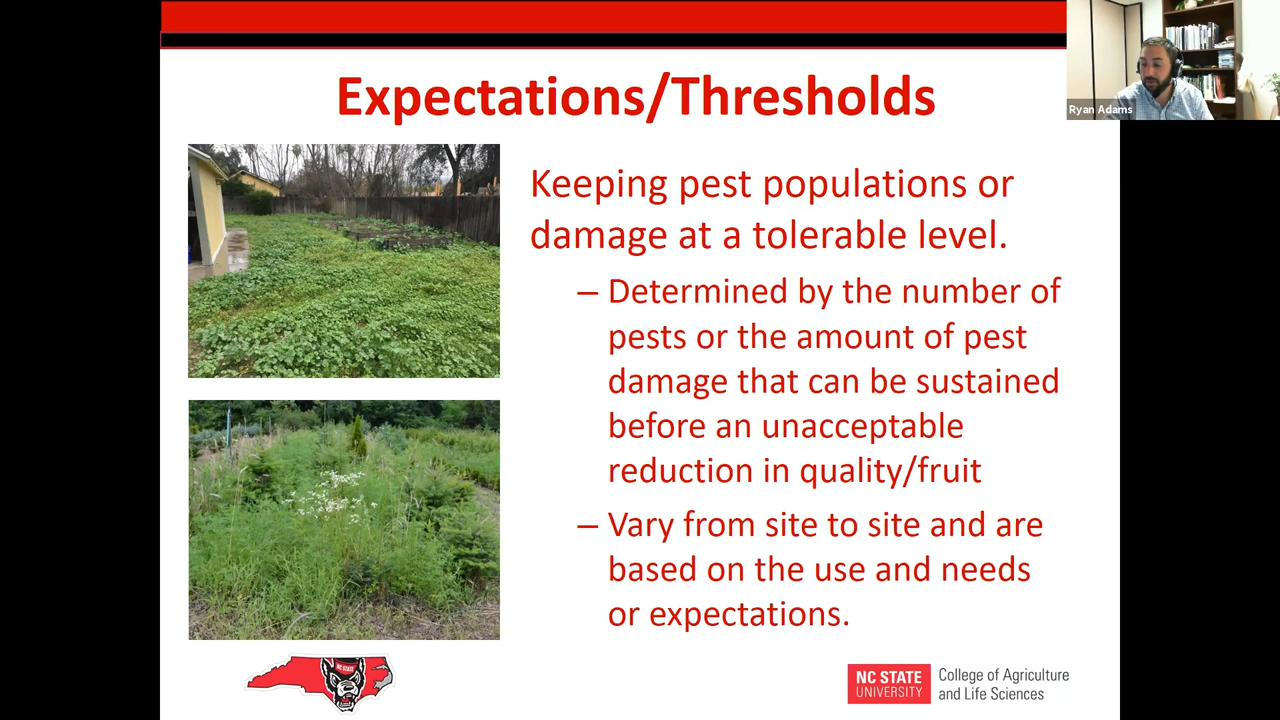 Expectations/Thresholds
Ryan Adams
Keeping pest populations or
damage at a tolerable level.
– Determined by the number of
pests or the amount of pest
damage that can be sustained
before an unacceptable
reduction in quality/fruit
– Vary from site to site and are
based on the use and needs
or expectations.
NC STATE
NC STATE
UNIVERSITY
College of Agriculture
and Life Sciences